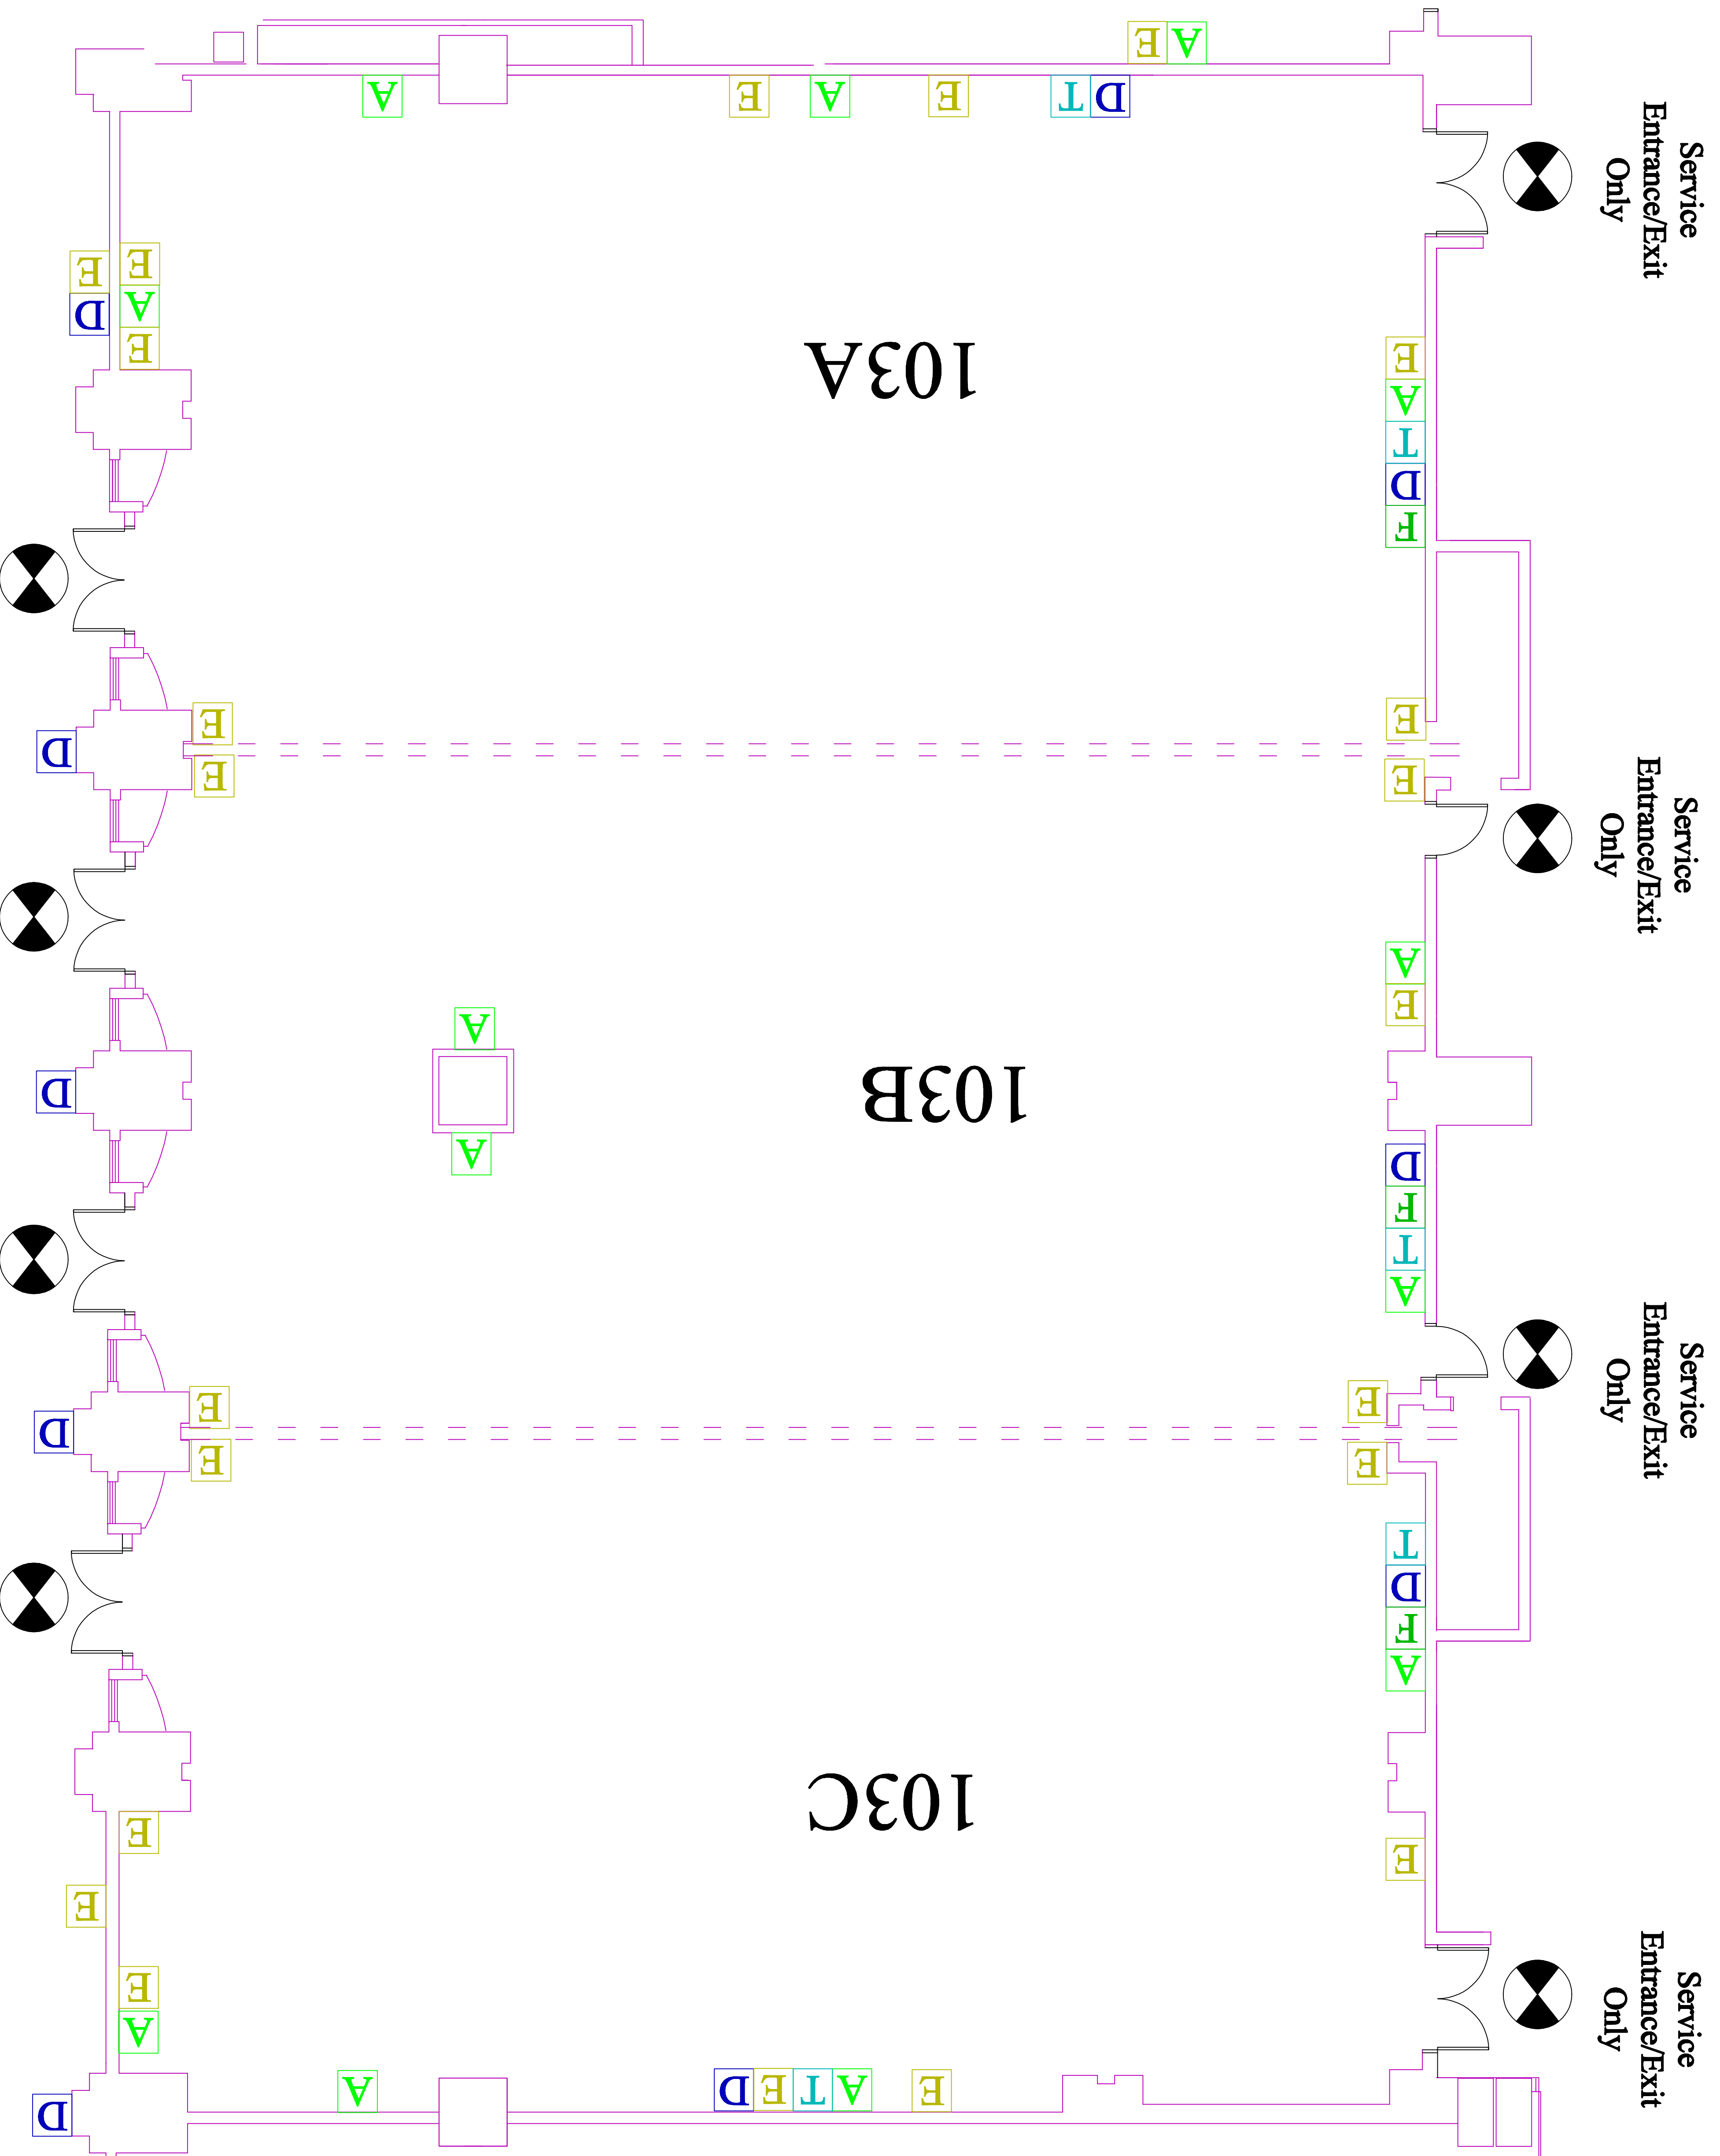 A E
Service
Entrance/Exit
Only
D T
E
A
E
A
E
E
A
D
E
103A
E
A
T
D
F
E
E
D
E
E
Service
Entrance/Exit
Only
A
E
A
103B
D
A
D
F
T
A
Service
Entrance/Exit
Only
E
E
D
E
E
T
D
F
A
103C
E
E
E
E
A
Service
Entrance/Exit
Only
E
A T E D
A
D